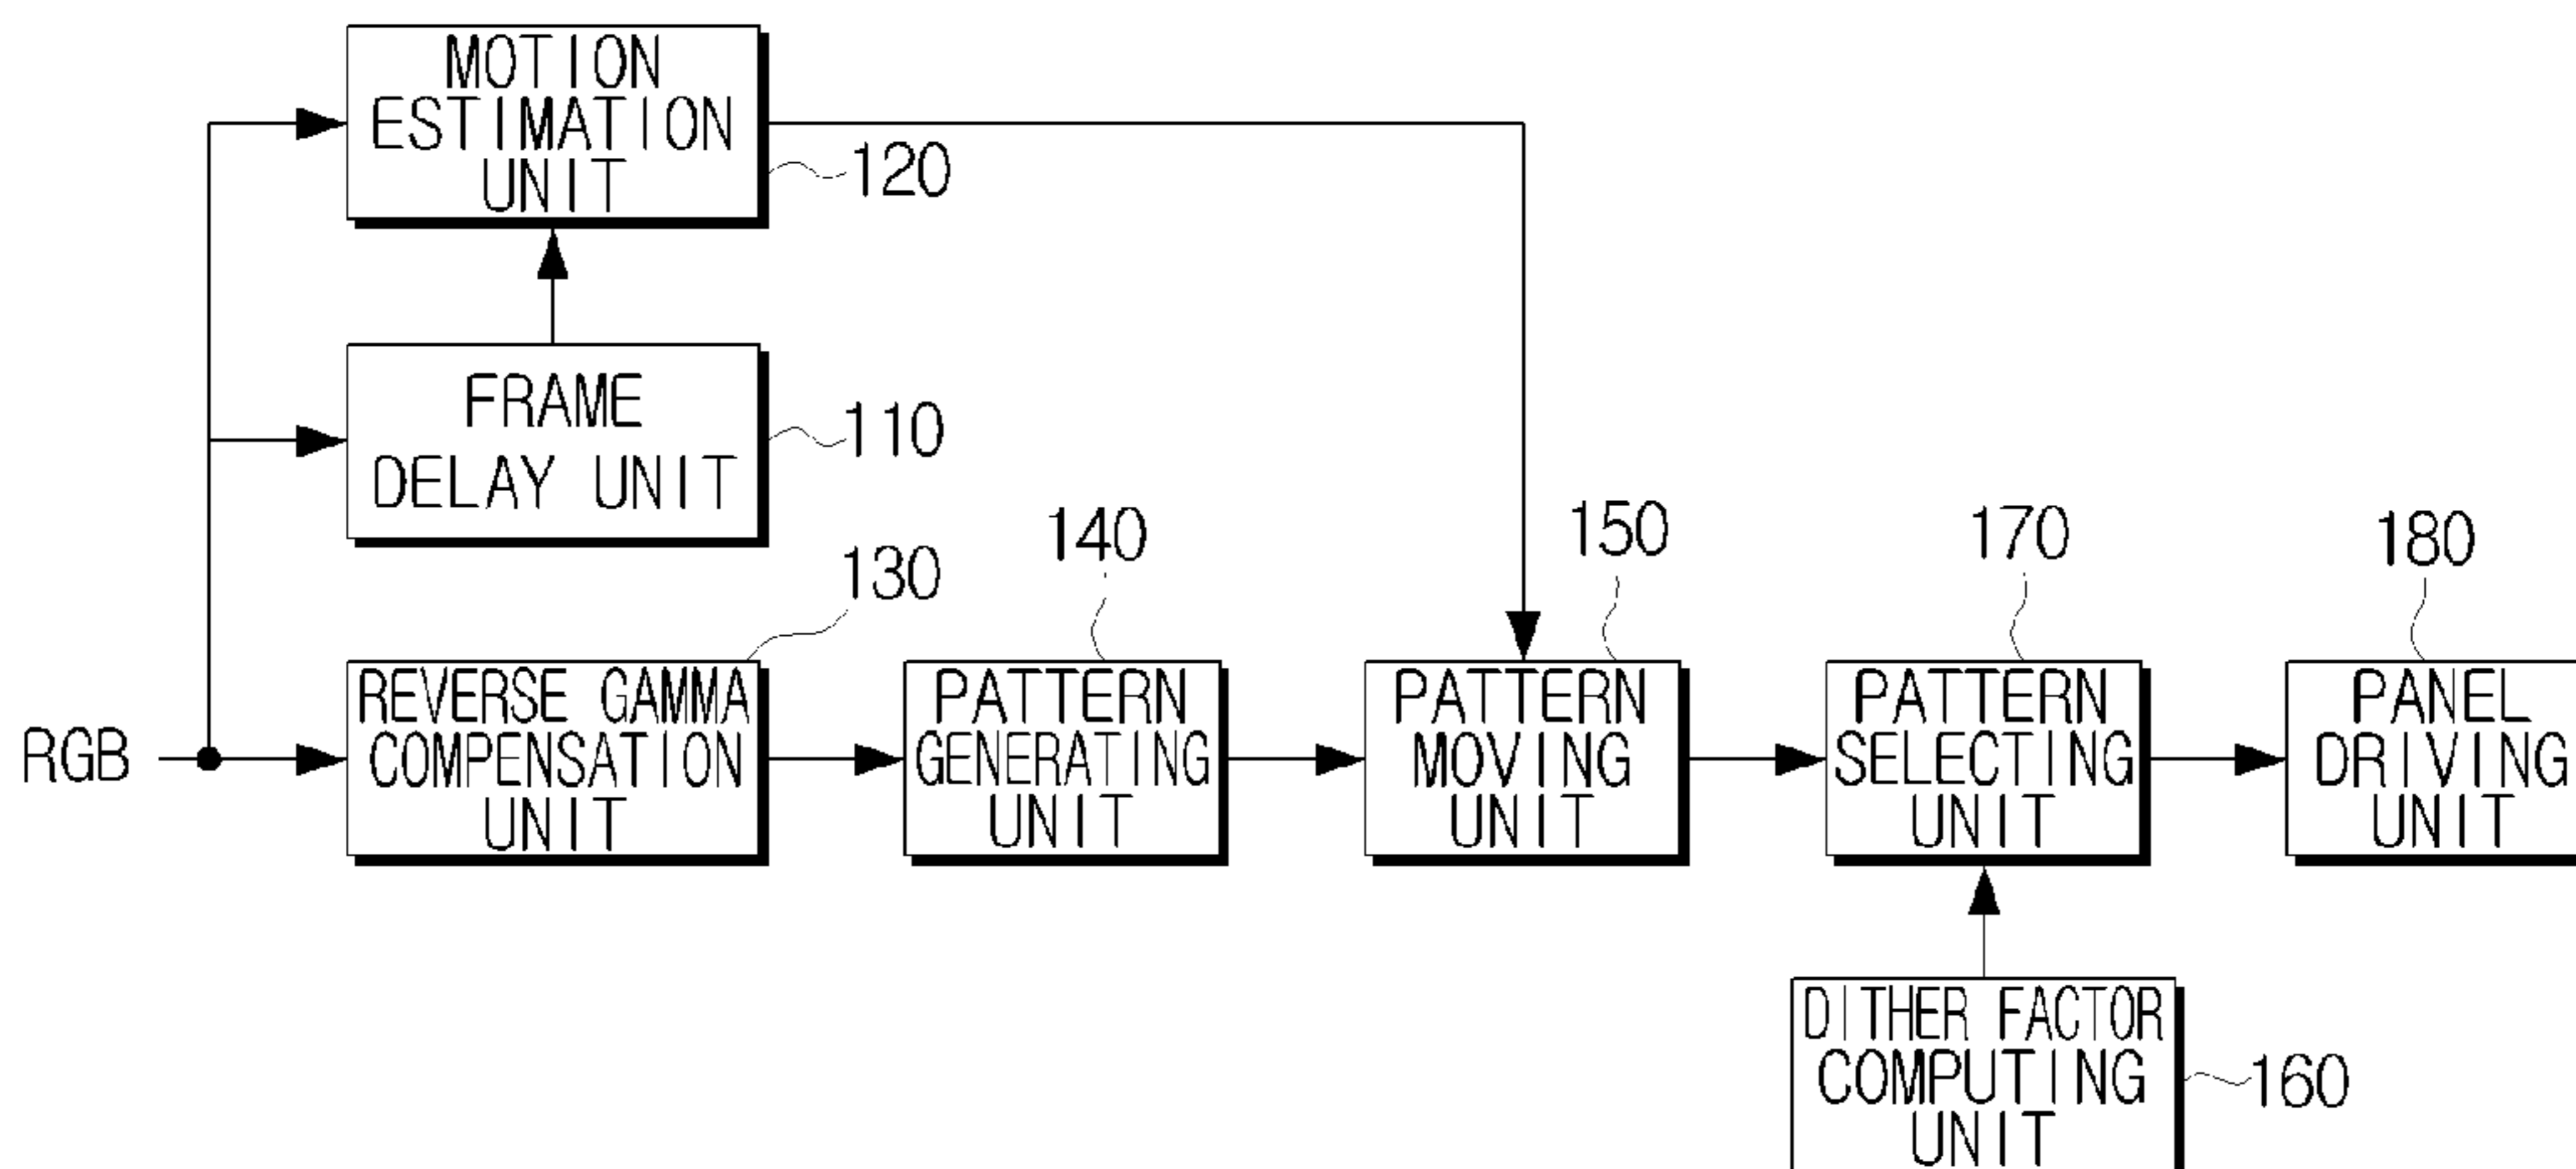 MOTION
ESTIMATION
UNIT
120
FRAME
DELAY UNIT
110
130
140
150
170
180
RGB
REVERSE GAMMA
COMPENSATION
UNIT
PATTERN
GENERATING
UNIT
PATTERN
MOVING
UNIT
PATTERN
SELECTING
UNIT
PANEL
DRIVING
UNIT
DITHER FACTOR
COMPUTING
UNIT
160